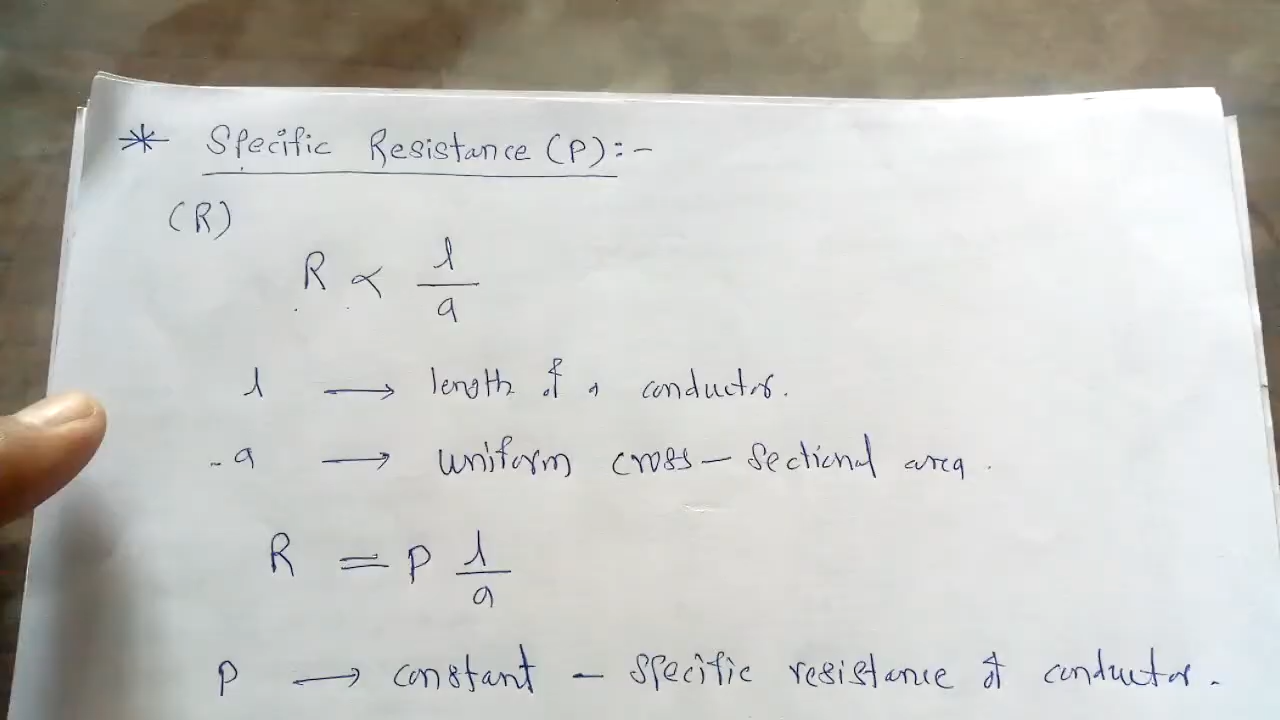 * Specific Resistance (P):-
(R)
R ∝ l/a
l → length of a conductor.
a → uniform cross-sectional area.
R = P l/a
P → constant - specific resistance of conductor.